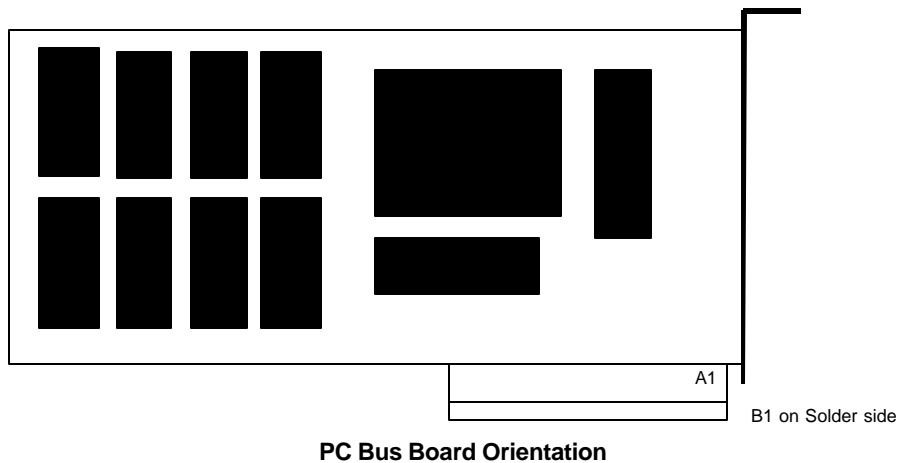 A1
B1 on Solder side
PC Bus Board Orientation